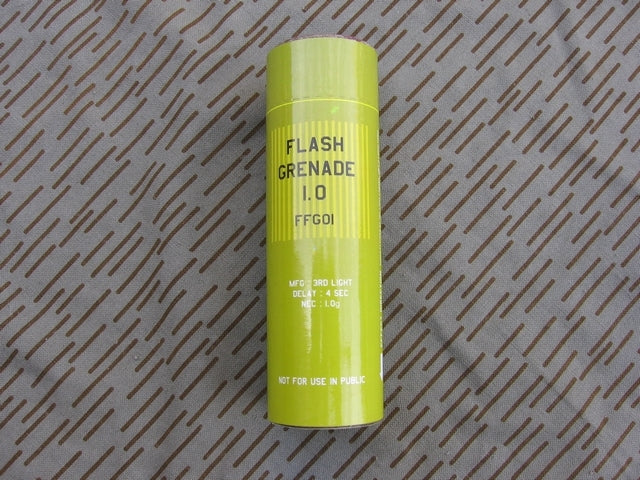 FLASH
GRENADE
1.0
FFG01
MFG : 3RD LIGHT
DELAY : 4 SEC
NEC : 1.0g
NOT FOR USE IN PUBLIC